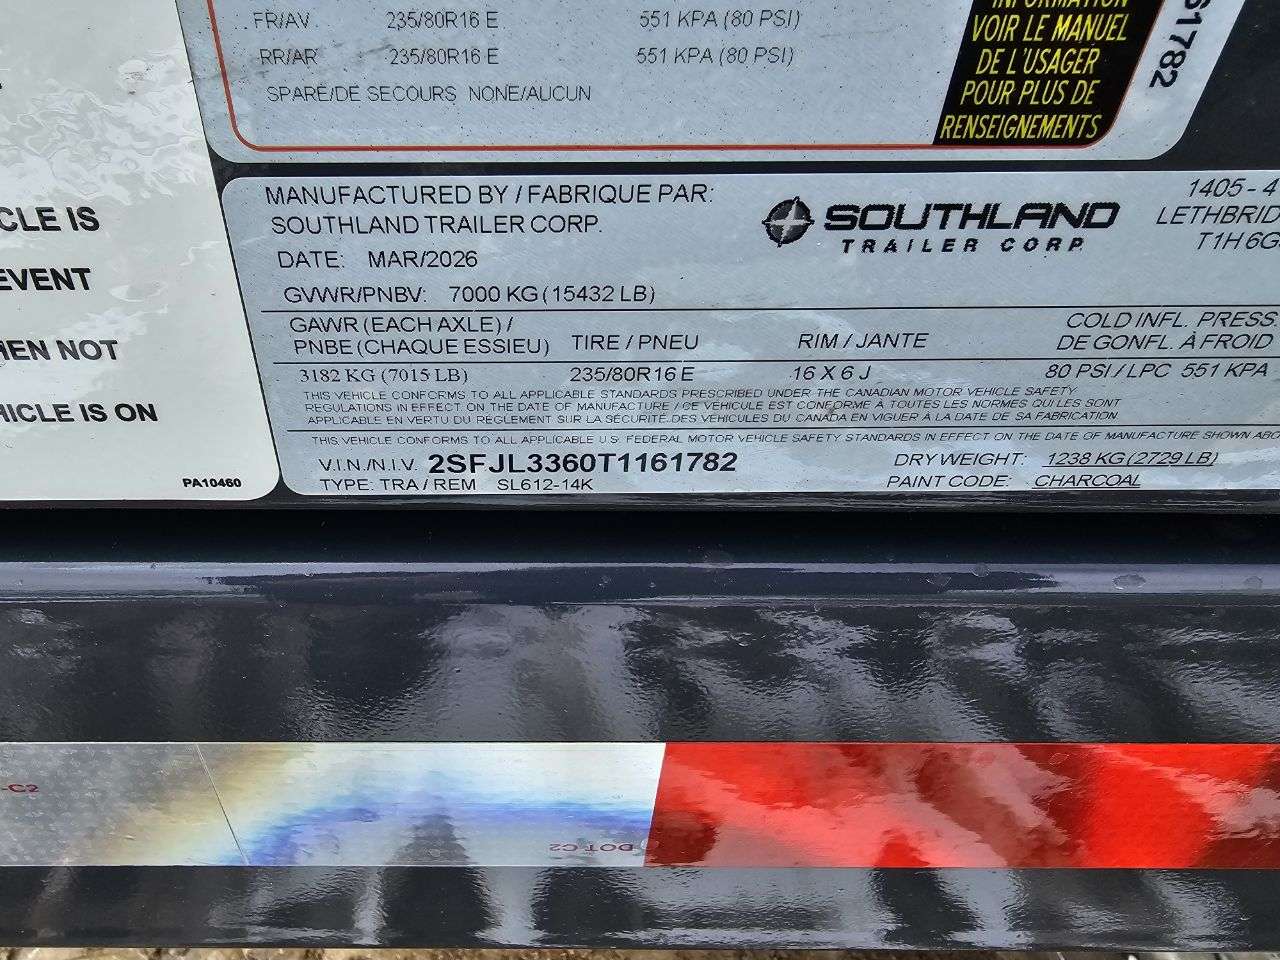 FR/AV 235/80R16 E 551 KPA (80 PSI)
RR/AR 235/80R16 E 551 KPA (80 PSI)
SPARE/DE SECOURS NONE/AUCUN
INFORMATION
VOIR LE MANUEL
DE L'USAGER
POUR PLUS DE
RENSEIGNEMENTS
61782
CLE IS
EVENT
HEN NOT
HICLE IS ON
PA10460
MANUFACTURED BY / FABRIQUE PAR:
SOUTHLAND TRAILER CORP.
DATE: MAR/2026
GVWR/PNBV: 7000 KG (15432 LB)
SOUTHLAND
TRAILER CORP
1405 - 4
LETHBRID
T1H 6G
GAWR (EACH AXLE) /
PNBE (CHAQUE ESSIEU) TIRE / PNEU RIM / JANTE
COLD INFL. PRESS
DE GONFL. À FROID
3182 KG (7015 LB) 235/80R16 E 16 X 6 J 80 PSI / LPC 551 KPA
THIS VEHICLE CONFORMS TO ALL APPLICABLE STANDARDS PRESCRIBED UNDER THE CANADIAN MOTOR VEHICLE SAFETY
REGULATIONS IN EFFECT ON THE DATE OF MANUFACTURE / CE VEHICULE EST CONFORME A TOUTES LES NORMES DU LES SONT
APPLICABLE EN VERTU DU REGLEMENT SUR LA SÉCURITE DES VÉHICULES DU CANADA EN VIGUER A LA DATE DE SA FABRICATION.
THIS VEHICLE CONFORMS TO ALL APPLICABLE U.S. FEDERAL MOTOR VEHICLE SAFETY STANDARDS IN EFFECT ON THE DATE OF MANUFACTURE SHOWN ABO
V.I.N./N.I.V. 2SFJL3360T1161782 DRY WEIGHT: 1238 KG (2729 LB)
TYPE: TRA / REM SL612-14K PAINT CODE: CHARCOAL
-C2
DOT-C2